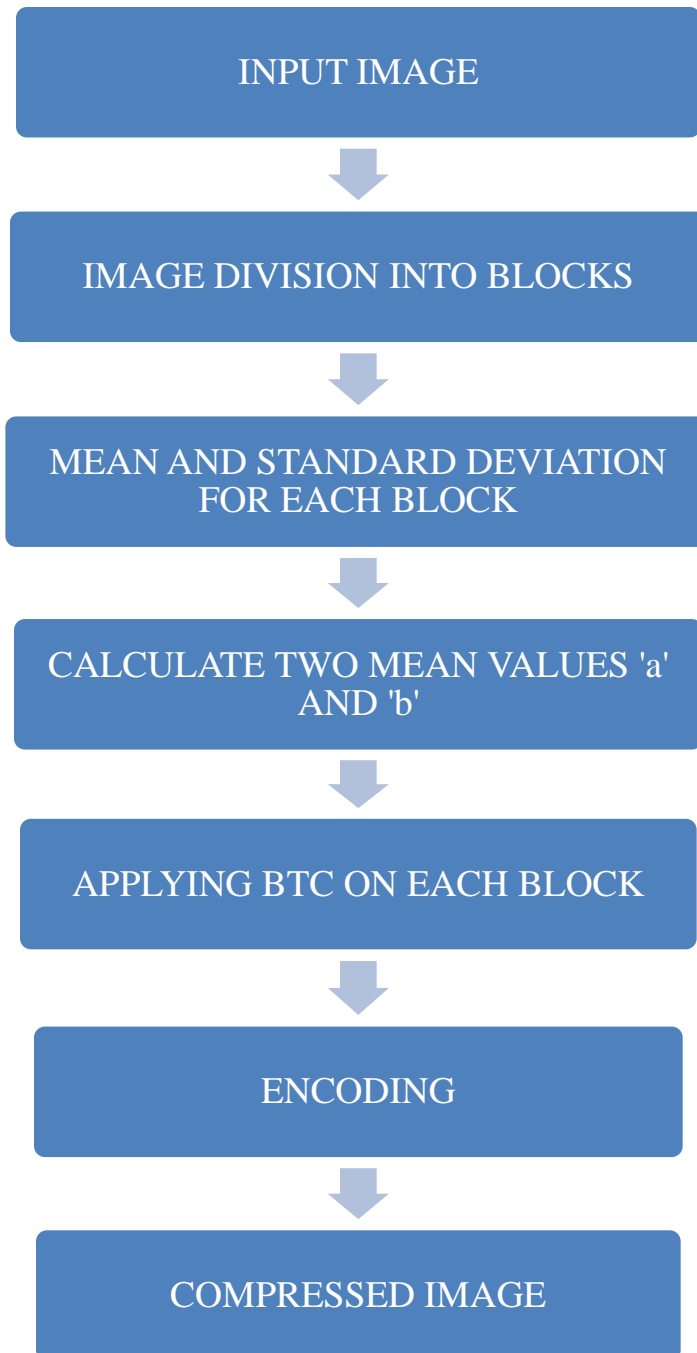 INPUT IMAGE
IMAGE DIVISION INTO BLOCKS
MEAN AND STANDARD DEVIATION
FOR EACH BLOCK
CALCULATE TWO MEAN VALUES 'a'
AND 'b'
APPLYING BTC ON EACH BLOCK
ENCODING
COMPRESSED IMAGE